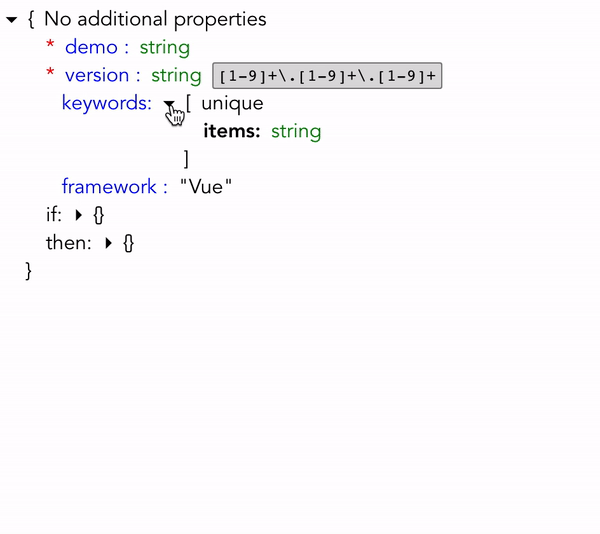 { No additional properties
* demo : string
* version : string [1-9]+\.[1-9]+\.[1-9]+
keywords: [ unique
items: string
]
framework : "Vue"
if: {}
then: {}
}